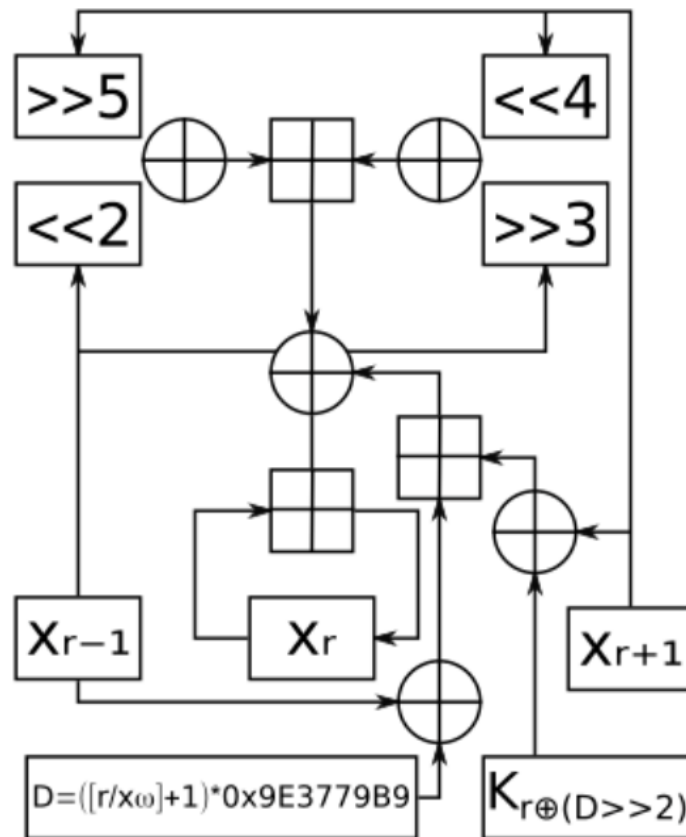 >>5
<<4
<<2
>>3
Xr−1
Xr
Xr+1
D=([r/xω]+1)*0x9E3779B9
Kr⊕(D>>2)